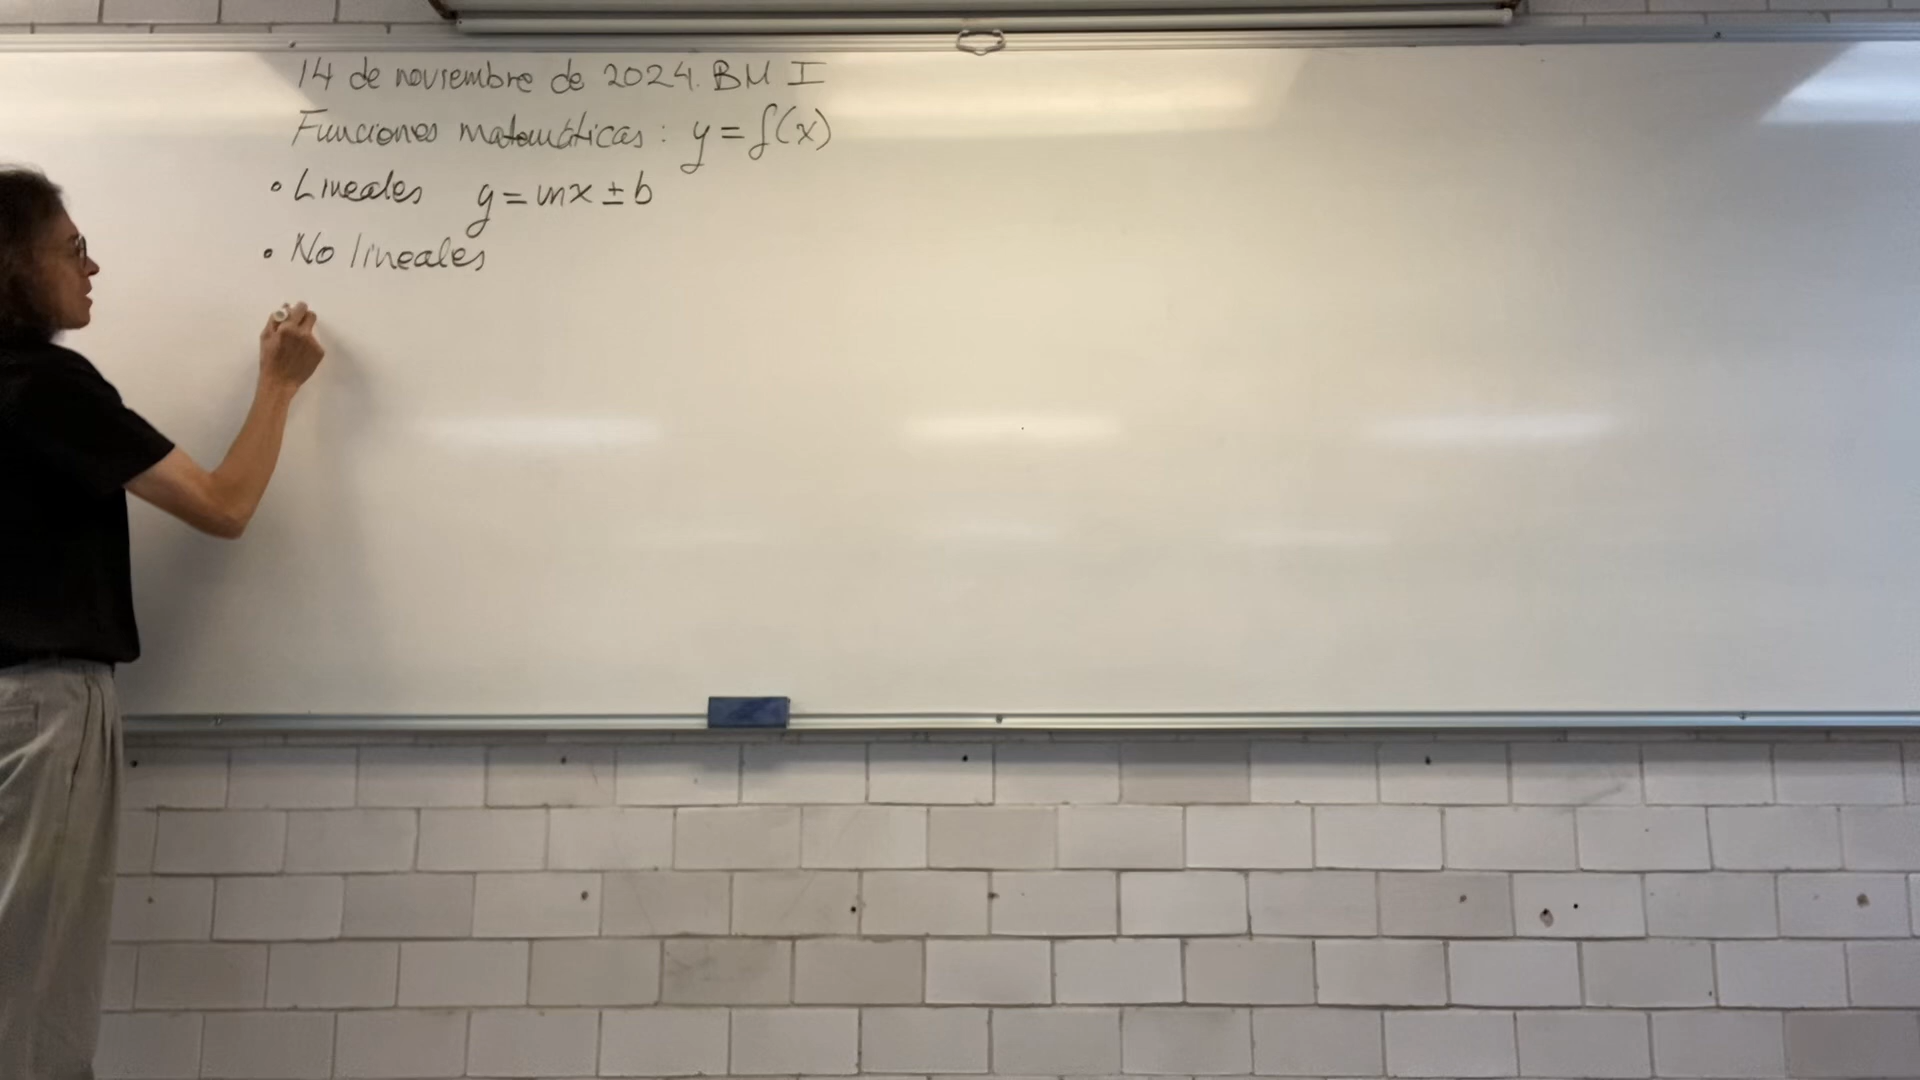 14 de noviembre de 2024. BM I
Funciones matemáticas: y = f(x)
• Lineales y = mx ± b
• No lineales